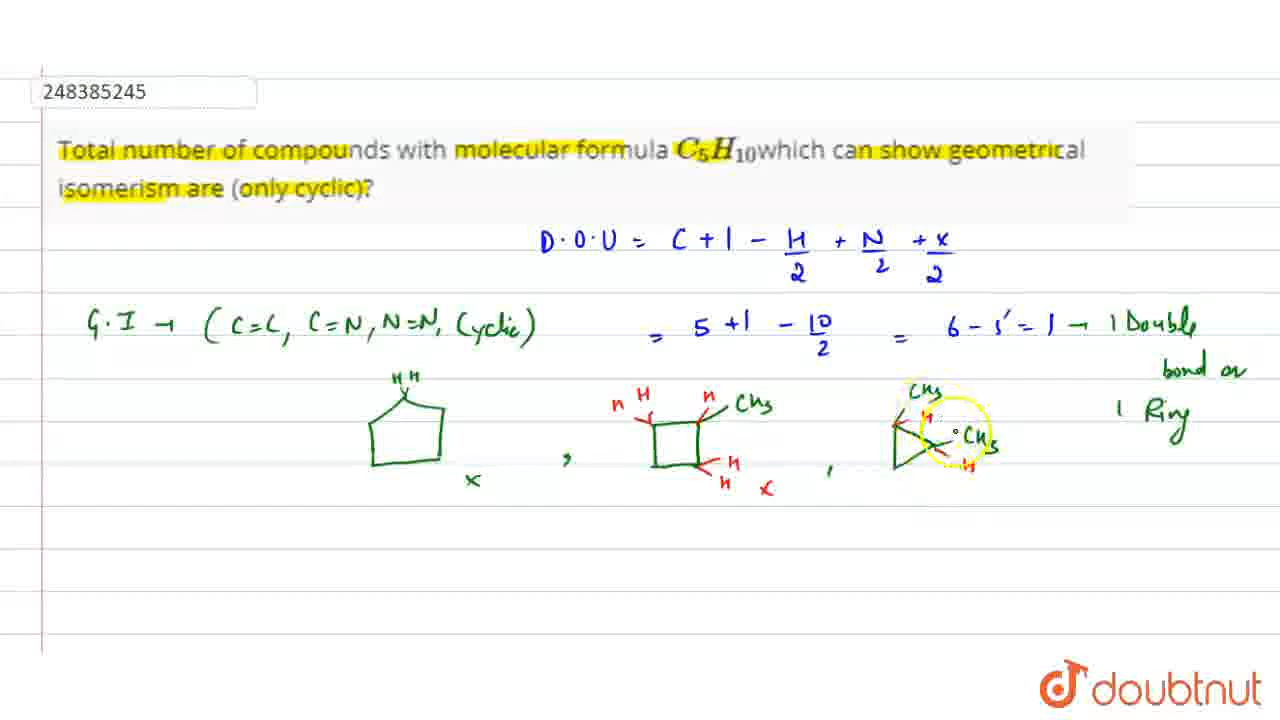 248385245
Total number of compounds with molecular formula C5H10 which can show geometrical
isomerism are (only cyclic)?
D.O.U = C + 1 - H/2 + N/2 + x/2
G.I → (C=C, C=N, N=N, Cyclic)
= 5 + 1 - 10/2 = 6 - 5 = 1 → 1 Double
bond or
1 Ring
H H
x ,
H H H CH3
H
H x ,
CH3
H
CH3
H
doubtnut